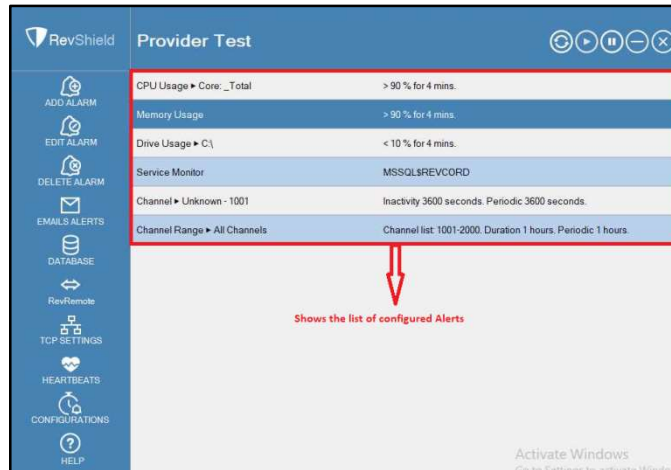 RevShield
Provider Test
ADD ALARM
EDIT ALARM
DELETE ALARM
EMAILS ALERTS
DATABASE
RevRemote
TCP SETTINGS
HEARTBEATS
CONFIGURATIONS
HELP
CPU Usage ▸ Core: _Total > 90 % for 4 mins.
Memory Usage > 90 % for 4 mins.
Drive Usage ▸ C:\ < 10 % for 4 mins.
Service Monitor MSSQL$REVCORD
Channel ▸ Unknown - 1001 Inactivity 3600 seconds. Periodic 3600 seconds.
Channel Range ▸ All Channels Channel list: 1001-2000. Duration 1 hours. Periodic 1 hours.
Shows the list of configured Alerts
Activate Windows